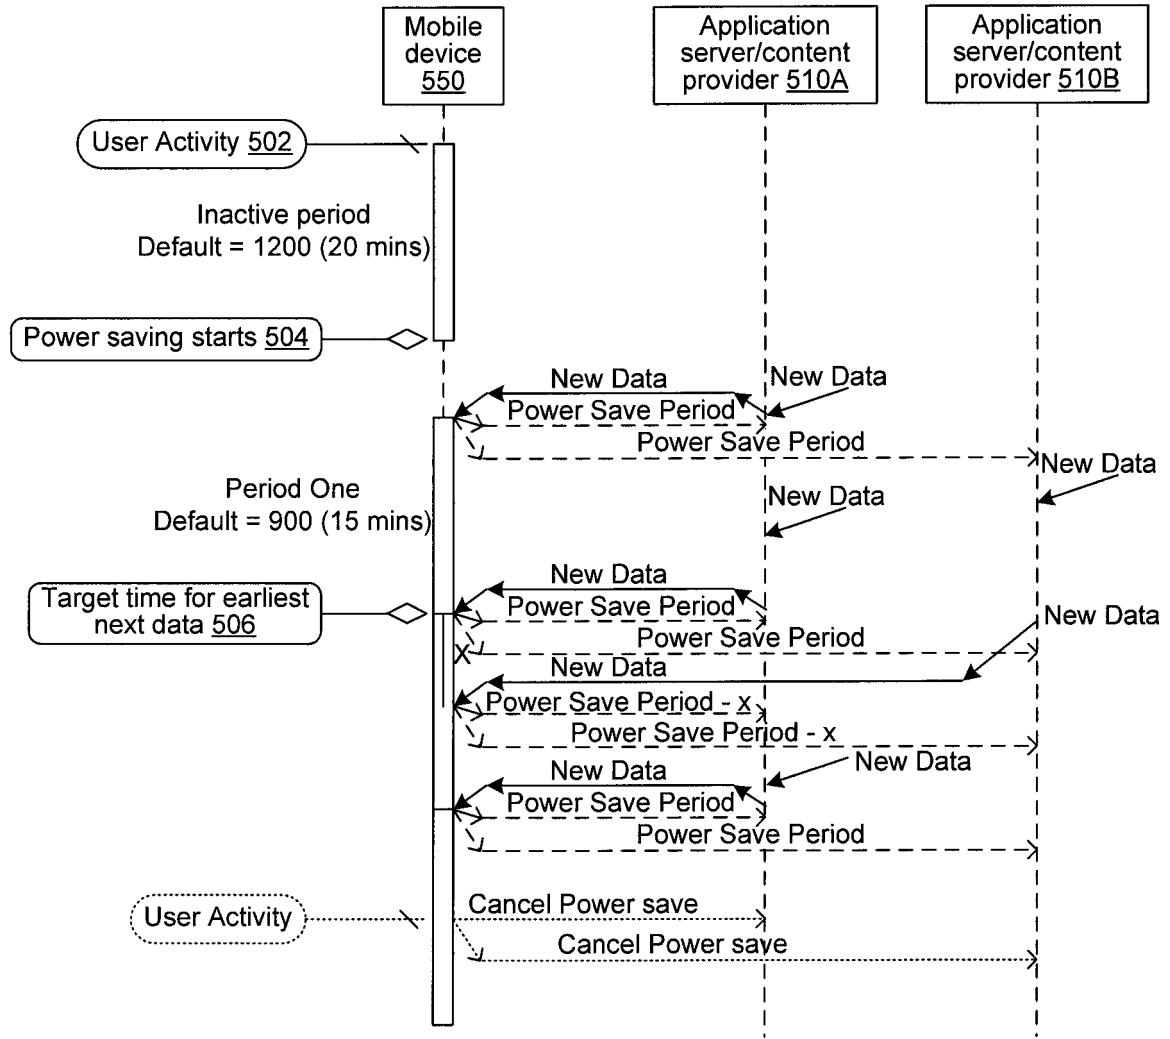 Mobile
device
550
Application
server/content
provider 510A
Application
server/content
provider 510B
User Activity 502
Inactive period
Default = 1200 (20 mins)
Power saving starts 504
New Data
New Data
Power Save Period
Power Save Period
New Data
Period One
Default = 900 (15 mins)
New Data
Target time for earliest
next data 506
New Data
Power Save Period
New Data
Power Save Period
X
New Data
Power Save Period - x
Power Save Period - x
New Data
New Data
Power Save Period
Power Save Period
User Activity
Cancel Power save
Cancel Power save